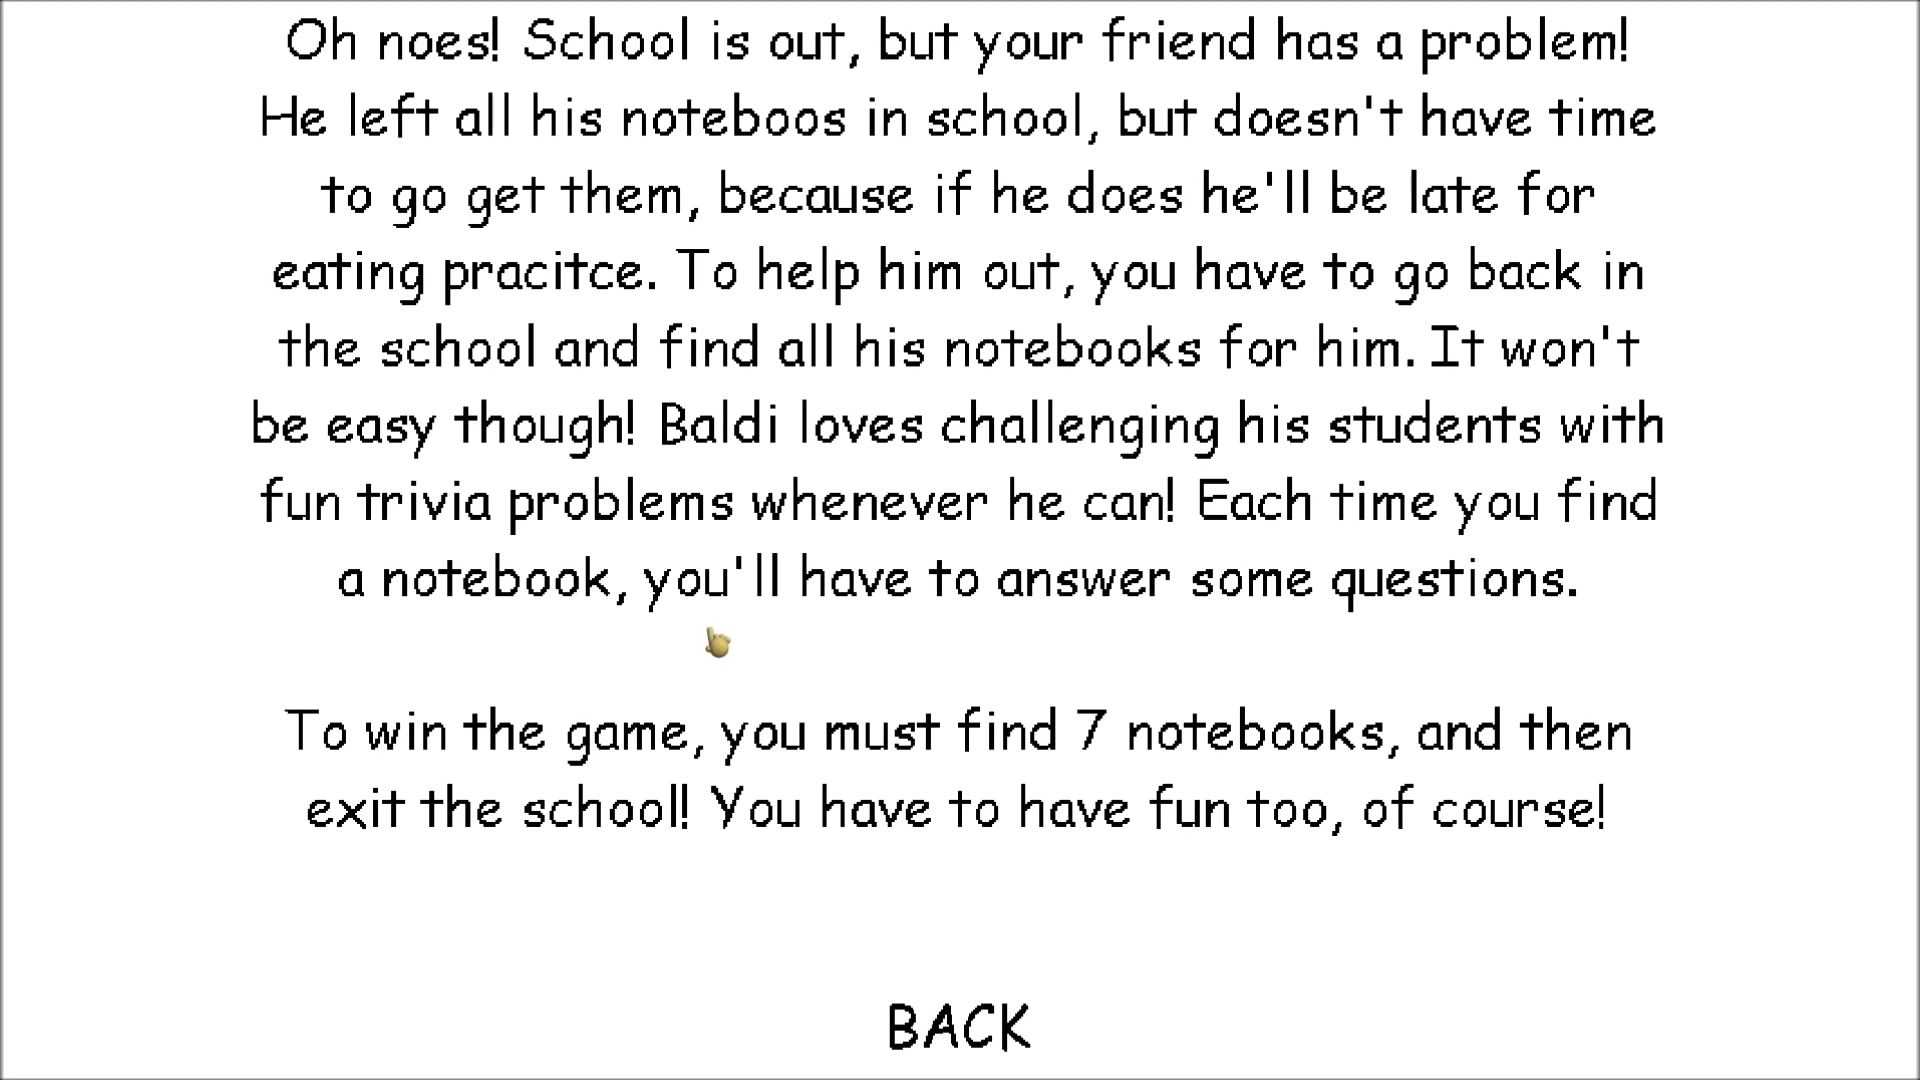 Oh noes! School is out, but your friend has a problem!
He left all his noteboos in school, but doesn't have time
to go get them, because if he does he'll be late for
eating pracitce. To help him out, you have to go back in
the school and find all his notebooks for him. It won't
be easy though! Baldi loves challenging his students with
fun trivia problems whenever he can! Each time you find
a notebook, you'll have to answer some questions.
To win the game, you must find 7 notebooks, and then
exit the school! You have to have fun too, of course!
BACK